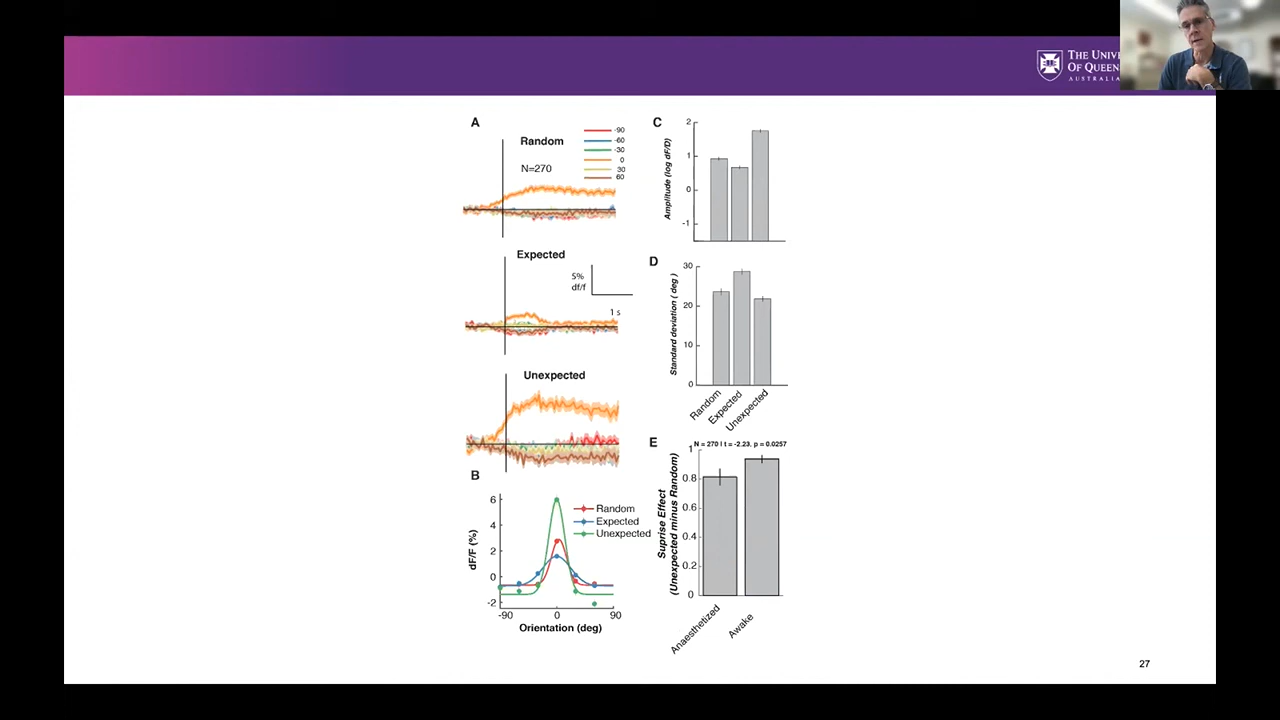 THE UNIVE
OF QUEEN
AUSTRALIA
A
Random
N=270
-90
-60
-30
0
30
60
Expected
5%
df/f
1 s
Unexpected
B
6
4
2
0
-2
dF/F (%)
-90
0
90
Orientation (deg)
Random
Expected
Unexpected
C
2
1
0
-1
Amplitude (log dF/D)
D
30
20
10
0
Standard deviation ( deg )
Random
Expected
Unexpected
E
N = 270 | t = -2.23, p = 0.0257
1
0.8
0.6
0.4
0.2
0
Suprise Effect
(Unexpected minus Random)
Anaesthetized
Awake
27